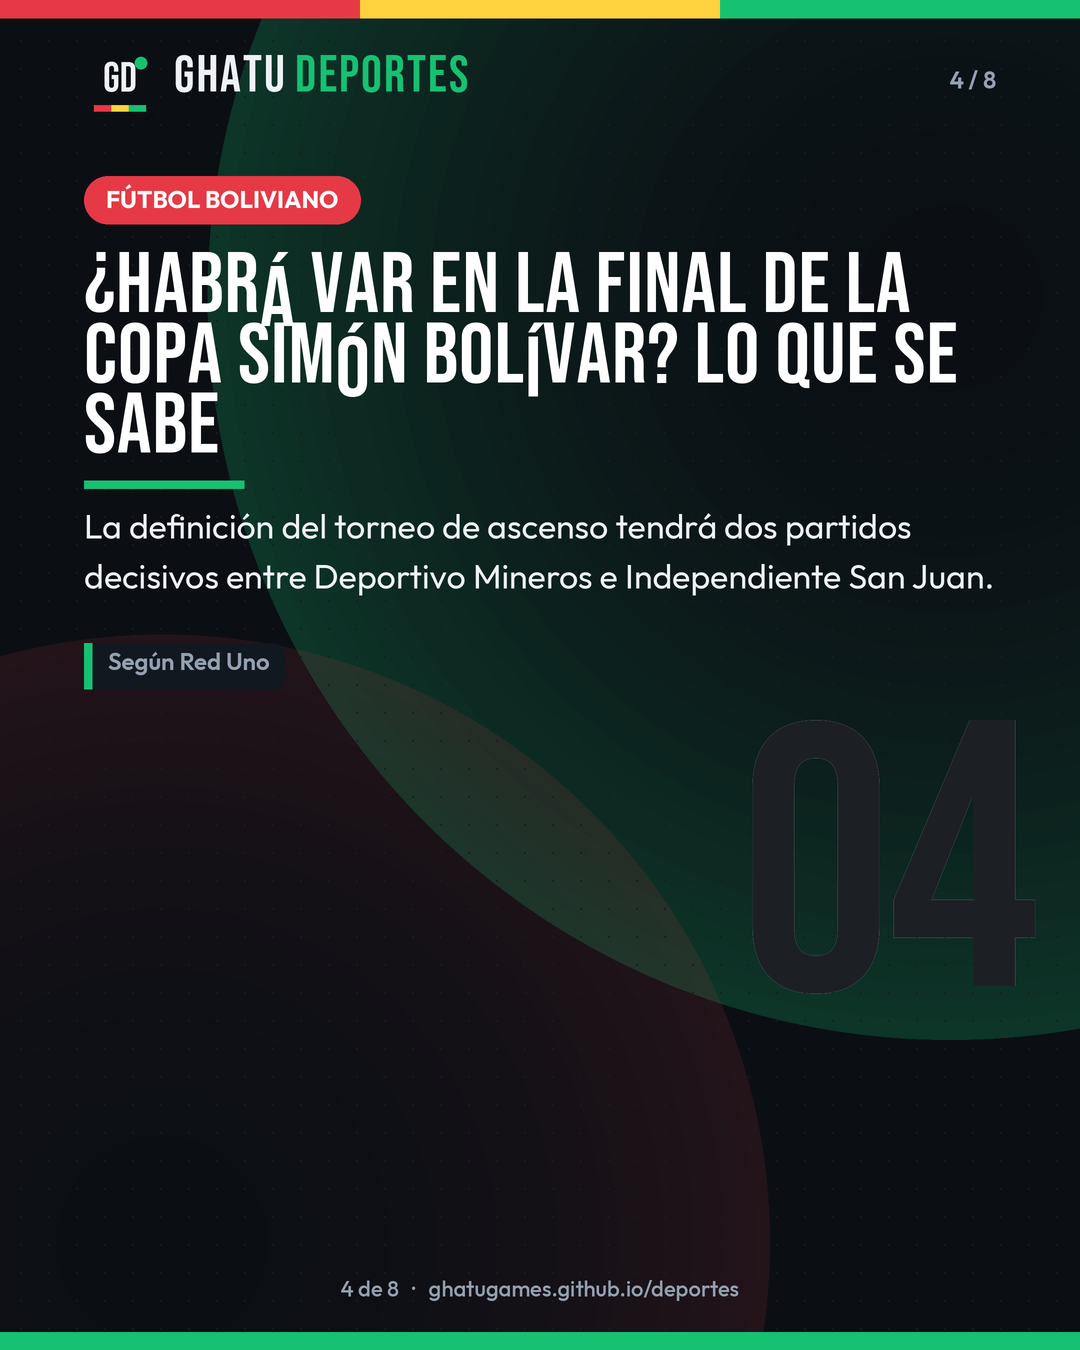 GD GHATU DEPORTES
4 / 8
FÚTBOL BOLIVIANO
¿HABRÁ VAR EN LA FINAL DE LA
COPA SIMÓN BOLÍVAR? LO QUE SE
SABE
La definición del torneo de ascenso tendrá dos partidos
decisivos entre Deportivo Mineros e Independiente San Juan.
Según Red Uno
04
4 de 8 · ghatugames.github.io/deportes